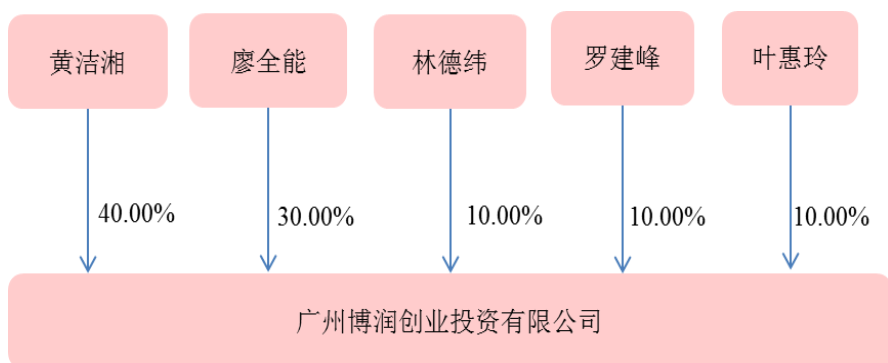 黄洁湘
廖全能
林德纬
罗建峰
叶惠玲
40.00%
30.00%
10.00%
10.00%
10.00%
广州博润创业投资有限公司